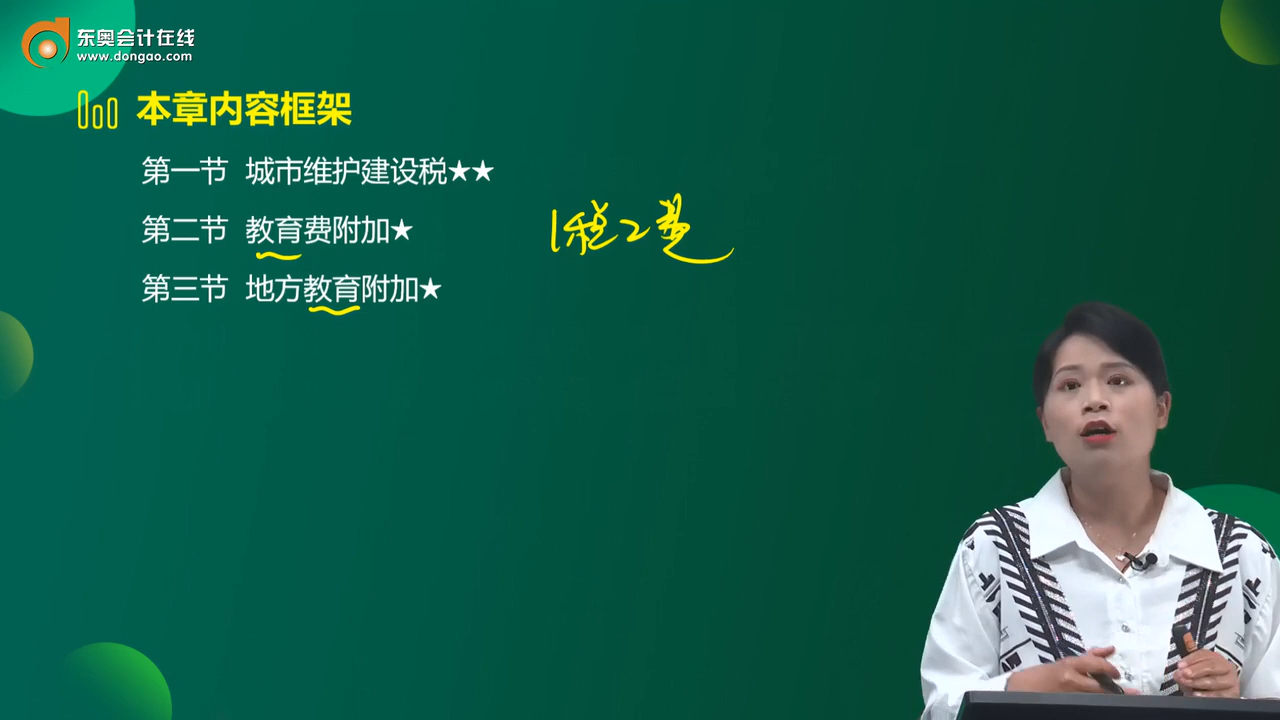 东奥会计在线
www.dongao.com
本章内容框架
第一节 城市维护建设税★★
第二节 教育费附加★
1税2费
第三节 地方教育附加★